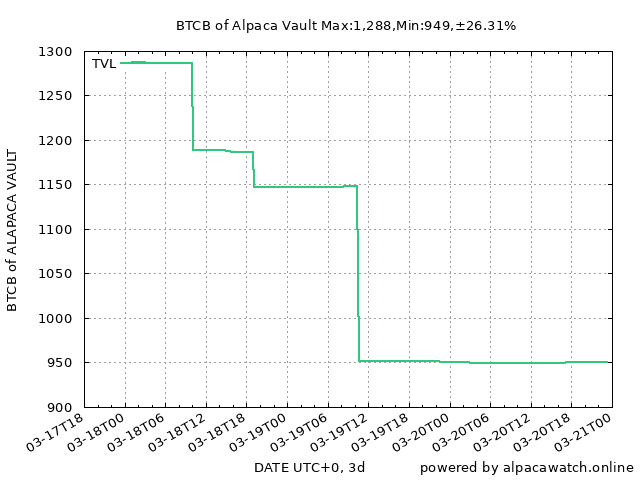 BTCB of Alpaca Vault Max:1,288,Min:949,±26.31%
BTCB of ALAPACA VAULT
TVL
1300
1250
1200
1150
1100
1050
1000
950
900
03-17T18
03-18T00
03-18T06
03-18T12
03-18T18
03-19T00
03-19T06
03-19T12
03-19T18
03-20T00
03-20T06
03-20T12
03-20T18
03-21T00
DATE UTC+0, 3d
powered by alpacawatch.online